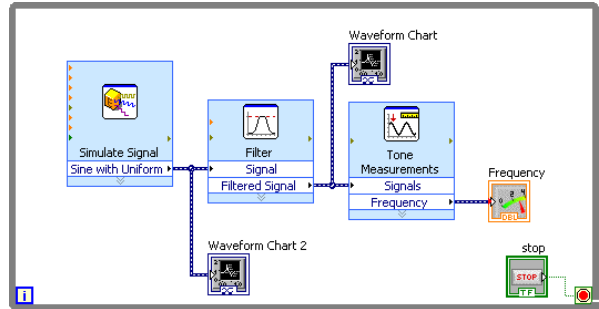 Waveform Chart
Simulate Signal
Sine with Uniform
Filter
Signal
Filtered Signal
Tone
Measurements
Signals
Frequency
Frequency
DBL
Waveform Chart 2
stop
STOP
TF
i